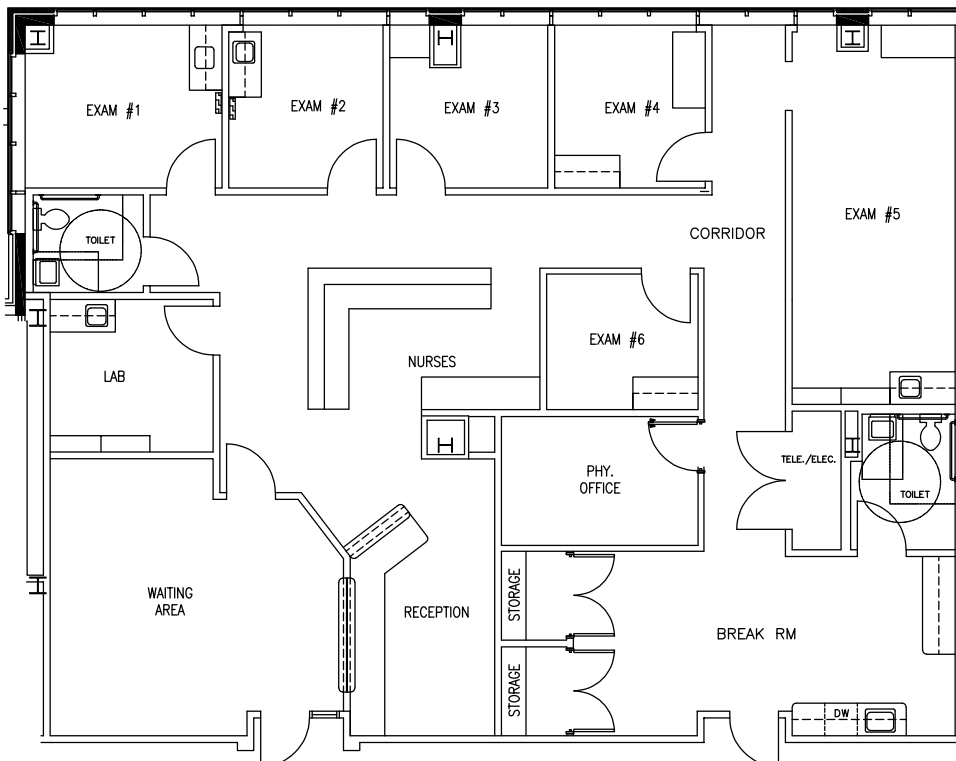 EXAM #1
EXAM #2
EXAM #3
EXAM #4
EXAM #5
CORRIDOR
TOILET
EXAM #6
NURSES
LAB
TELE./ELEC.
PHY.
OFFICE
TOILET
WAITING
AREA
RECEPTION
STORAGE
STORAGE
BREAK RM
DW